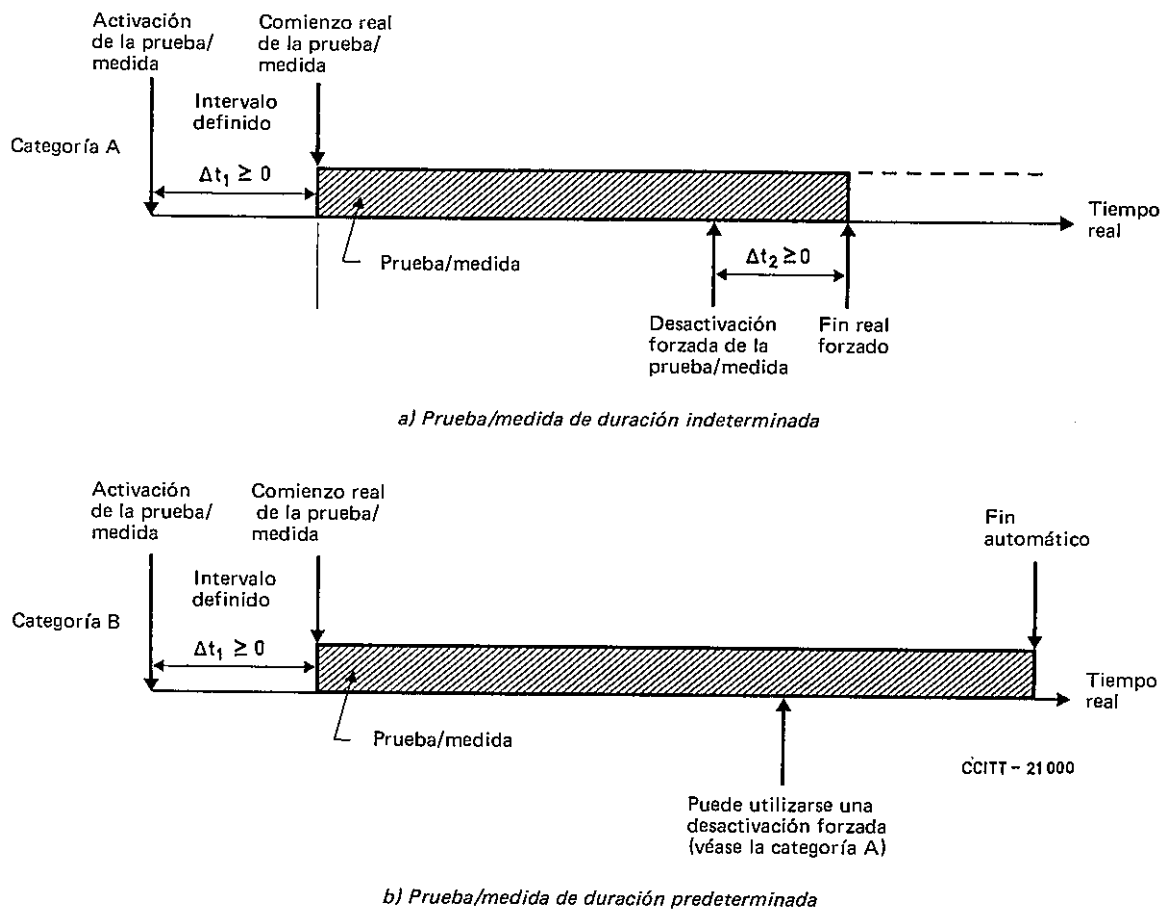 Activación
de la prueba/
medida
Comienzo real
de la prueba/
medida
Intervalo
definido
Categoría A
Δt₁ ≥ 0
Tiempo
real
Prueba/medida
Δt₂ ≥ 0
Desactivación
forzada de la
prueba/medida
Fin real
forzado
a) Prueba/medida de duración indeterminada
Activación
de la prueba/
medida
Comienzo real
de la prueba/
medida
Fin
automático
Intervalo
definido
Categoría B
Δt₁ ≥ 0
Tiempo
real
Prueba/medida
CCITT – 21 000
Puede utilizarse una
desactivación forzada
(véase la categoría A)
b) Prueba/medida de duración predeterminada